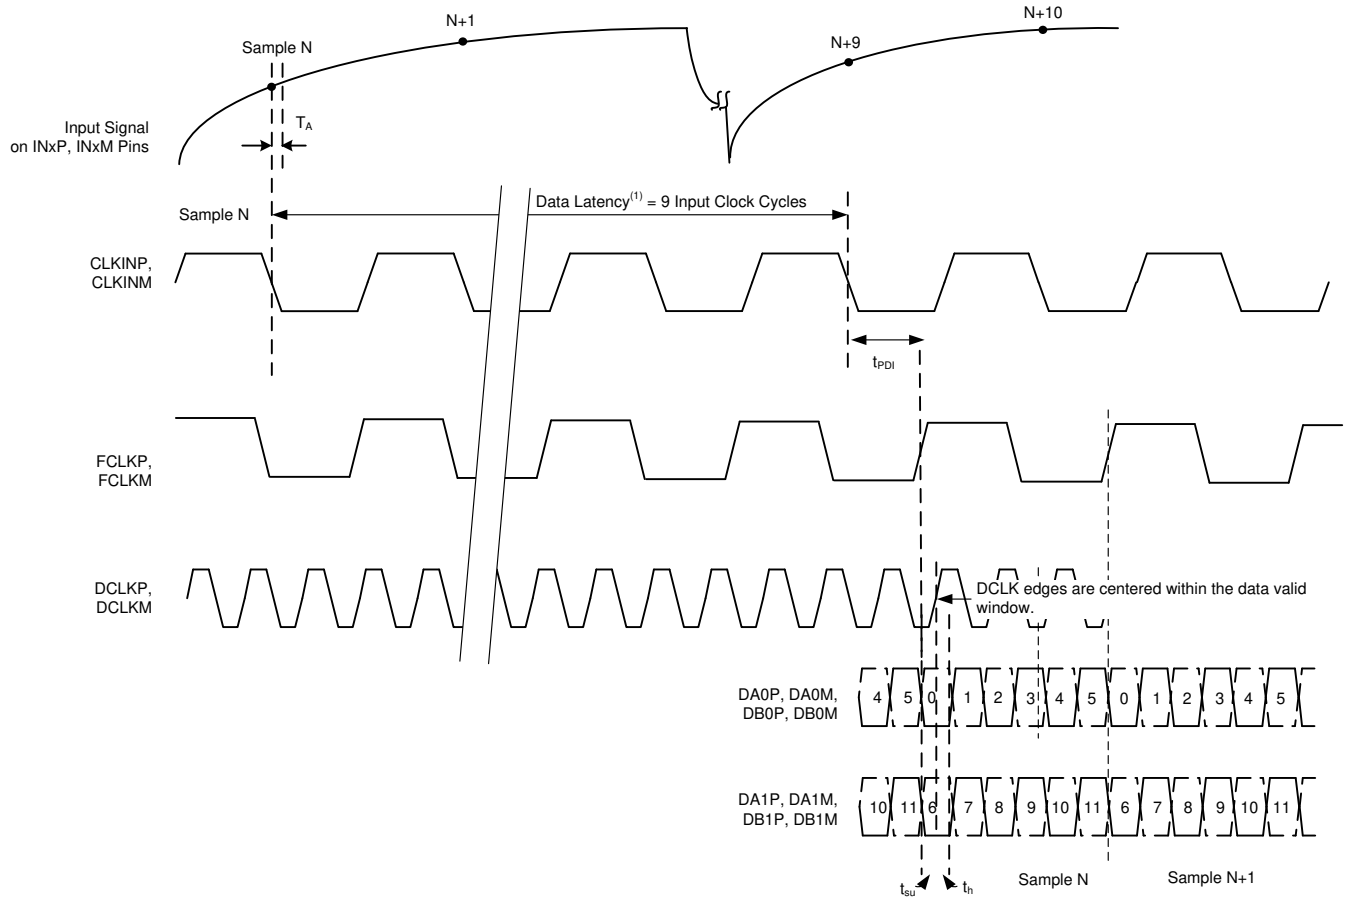 N+1
N+10
Sample N
N+9
TA
Input Signal
on INxP, INxM Pins
Sample N
Data Latency(1) = 9 Input Clock Cycles
CLKINP,
CLKINM
tPDI
FCLKP,
FCLKM
DCLKP,
DCLKM
DCLK edges are centered within the data valid
window.
DA0P, DA0M,
DB0P, DB0M
4 5 0 1 2 3 4 5 0 1 2 3 4 5
DA1P, DA1M,
DB1P, DB1M
10 11 6 7 8 9 10 11 6 7 8 9 10 11
tsu
th
Sample N
Sample N+1